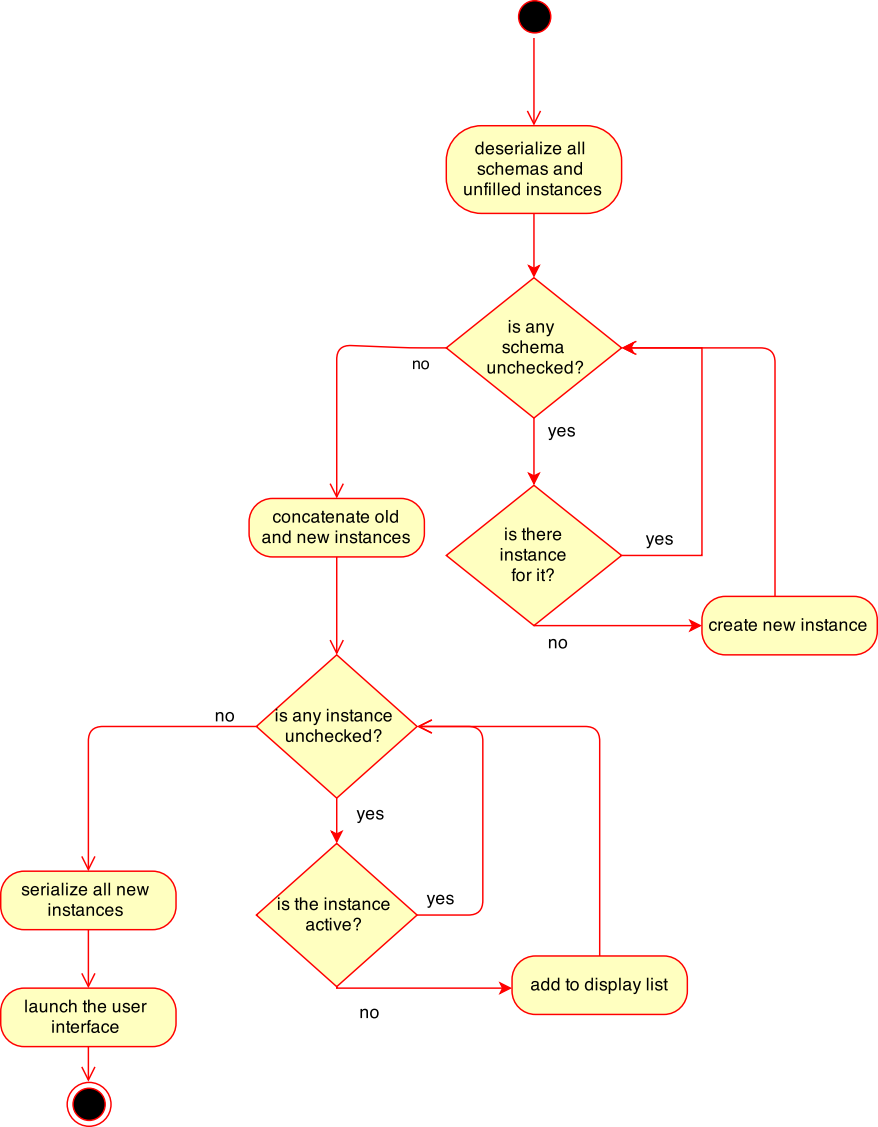 deserialize all
schemas and
unfilled instances
is any
schema
unchecked?
no
yes
concatenate old
and new instances
is there
instance
for it?
yes
no
create new instance
is any instance
unchecked?
no
yes
is the instance
active?
yes
no
add to display list
serialize all new
instances
launch the user
interface